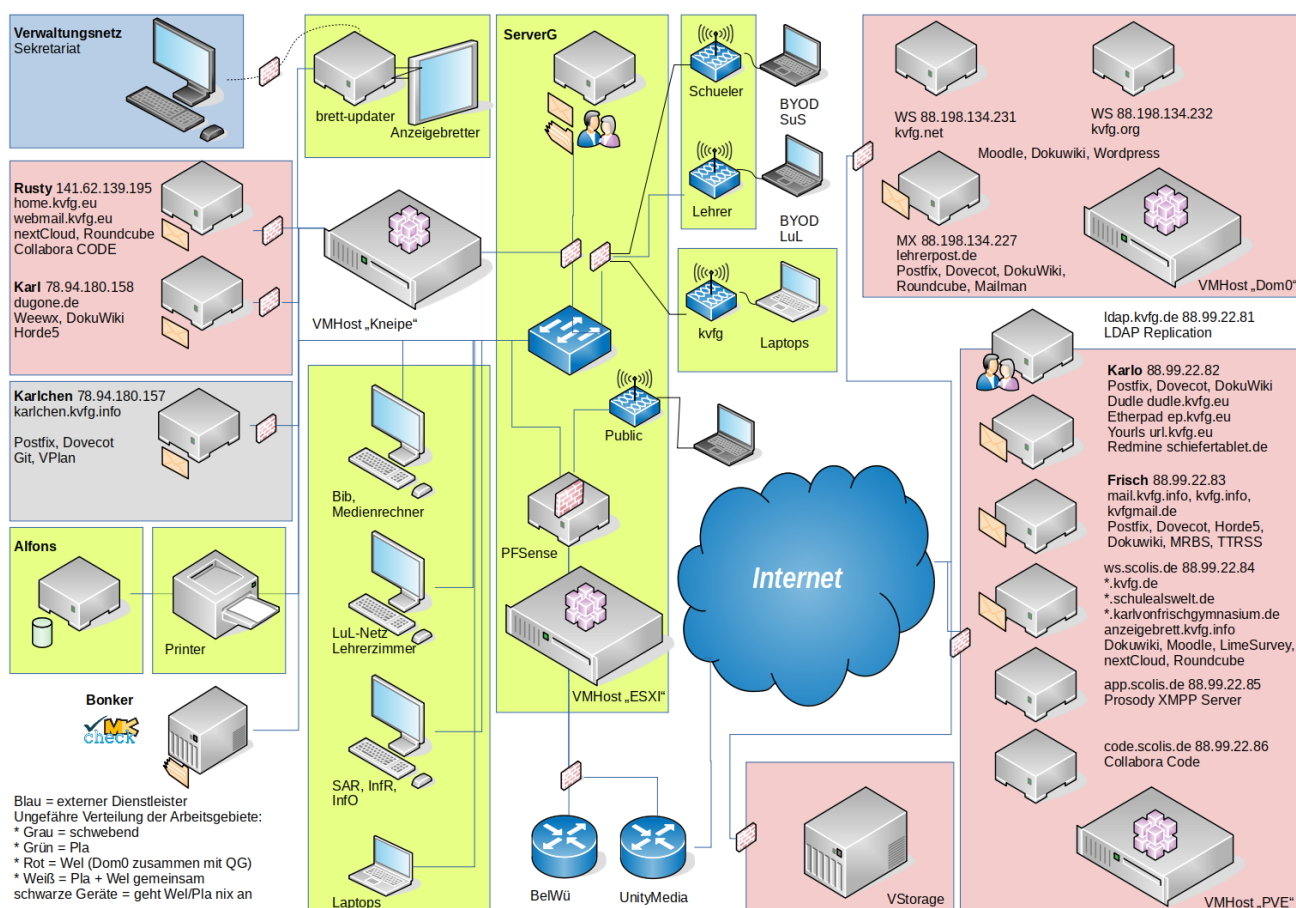 Verwaltungsnetz
Sekretariat
brett-updater
Anzeigebretter
ServerG
Schueler
BYOD
SuS
Lehrer
BYOD
LuL
kvfg
Laptops
Public
WS 88.198.134.231
kvfg.net
WS 88.198.134.232
kvfg.org
Moodle, Dokuwiki, Wordpress
MX 88.198.134.227
lehrerpost.de
Postfix, Dovecot, DokuWiki,
Roundcube, Mailman
VMHost „Dom0“
Rusty 141.62.139.195
home.kvfg.eu
webmail.kvfg.eu
nextCloud, Roundcube
Collabora CODE
Karl 78.94.180.158
dugone.de
Weewx, DokuWiki
Horde5
VMHost „Kneipe“
Karlchen 78.94.180.157
karlchen.kvfg.info
Postfix, Dovecot
Git, VPlan
Alfons
Printer
Bonker
MK
check
Blau = externer Dienstleister
Ungefähre Verteilung der Arbeitsgebiete:
* Grau = schwebend
* Grün = Pla
* Rot = Wel (Dom0 zusammen mit QG)
* Weiß = Pla + Wel gemeinsam
schwarze Geräte = geht Wel/Pla nix an
Bib,
Medienrechner
LuL-Netz
Lehrerzimmer
SAR, InfR,
InfO
Laptops
PFSense
VMHost „ESXI“
Internet
BelWü
UnityMedia
VStorage
ldap.kvfg.de 88.99.22.81
LDAP Replication
Karlo 88.99.22.82
Postfix, Dovecot, DokuWiki
Dudle dudle.kvfg.eu
Etherpad ep.kvfg.eu
Yourls url.kvfg.eu
Redmine schiefertablet.de
Frisch 88.99.22.83
mail.kvfg.info, kvfg.info,
kvfgmail.de
Postfix, Dovecot, Horde5,
Dokuwiki, MRBS, TTRSS
ws.scolis.de 88.99.22.84
*.kvfg.de
*.schulealswelt.de
*.karlvonfrischgymnasium.de
anzeigebrett.kvfg.info
Dokuwiki, Moodle, LimeSurvey,
nextCloud, Roundcube
app.scolis.de 88.99.22.85
Prosody XMPP Server
code.scolis.de 88.99.22.86
Collabora Code
VMHost „PVE“